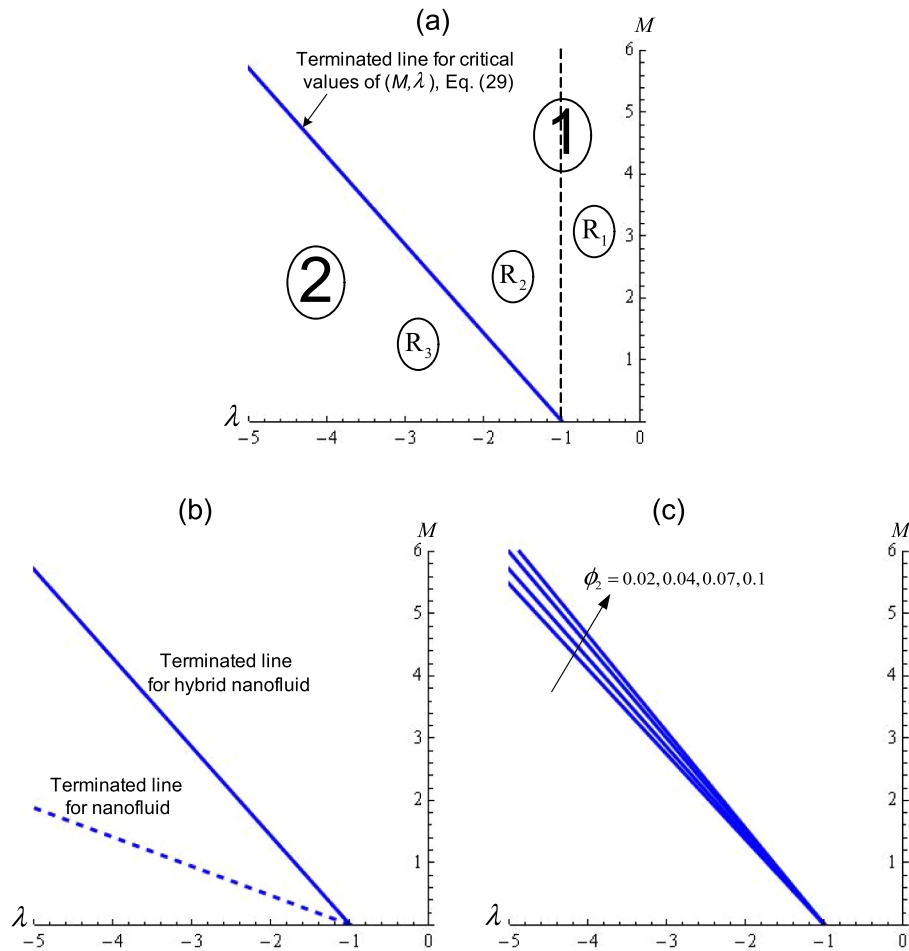 (a)
M
Terminated line for critical
values of (M,λ), Eq. (29)
6
5
1
4
R₁
3
R₂
2
2
R₃
1
λ
−5 −4 −3 −2 −1 0
(b)
M
6
5
Terminated line
for hybrid nanofluid
4
3
Terminated line
for nanofluid
2
1
λ
−5 −4 −3 −2 −1 0
(c)
M
6
ϕ₂ = 0.02, 0.04, 0.07, 0.1
5
4
3
2
1
λ
−5 −4 −3 −2 −1 0